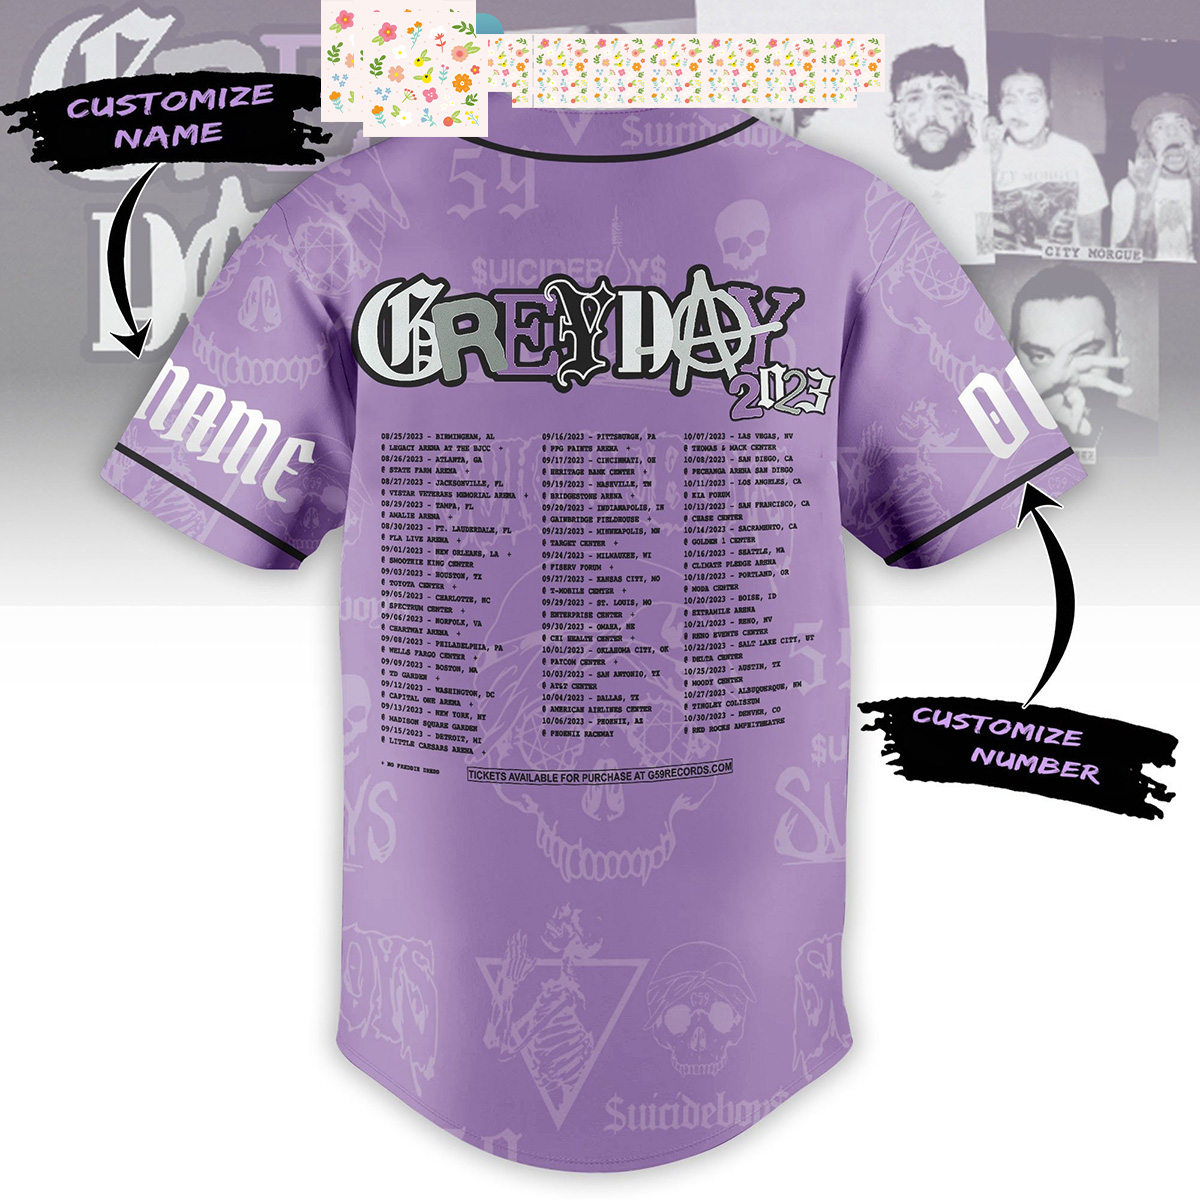 CUSTOMIZE
NAME
$uicideboy$
59
$UICIDEBOY$
GREY DAY
2023
CITY MORGUE
CITY MORGUE
NAME
08/25/2023 - BIRMINGHAM, AL
@ LEGACY ARENA AT THE BJCC +
08/26/2023 - ATLANTA, GA
@ STATE FARM ARENA +
08/27/2023 - JACKSONVILLE, FL
@ VYSTAR VETERANS MEMORIAL ARENA +
08/29/2023 - TAMPA, FL
@ AMALIE ARENA +
08/30/2023 - FT. LAUDERDALE, FL
@ FLA LIVE ARENA +
09/01/2023 - NEW ORLEANS, LA +
@ SMOOTHIE KING CENTER
09/03/2023 - HOUSTON, TX
@ TOYOTA CENTER +
09/05/2023 - CHARLOTTE, NC
@ SPECTRUM CENTER +
09/06/2023 - NORFOLK, VA
@ CHARTWAY ARENA +
09/08/2023 - PHILADELPHIA, PA
@ WELLS FARGO CENTER +
09/09/2023 - BOSTON, MA
@ TD GARDEN +
09/12/2023 - WASHINGTON, DC
@ CAPITAL ONE ARENA +
09/13/2023 - NEW YORK, NY
@ MADISON SQUARE GARDEN
09/15/2023 - DETROIT, MI
@ LITTLE CAESARS ARENA +
+ NO FREDDIE DREDD
09/16/2023 - PITTSBURGH, PA
@ PPG PAINTS ARENA +
09/17/2023 - CINCINNATI, OH
@ HERITAGE BANK CENTER +
09/19/2023 - NASHVILLE, TN
@ BRIDGESTONE ARENA +
09/20/2023 - INDIANAPOLIS, IN
@ GAINBRIDGE FIELDHOUSE +
09/23/2023 - MINNEAPOLIS, MN
@ TARGET CENTER +
09/24/2023 - MILWAUKEE, WI
@ FISERV FORUM +
09/27/2023 - KANSAS CITY, MO
@ T-MOBILE CENTER +
09/29/2023 - ST. LOUIS, MO
@ ENTERPRISE CENTER +
09/30/2023 - OMAHA, NE
@ CHI HEALTH CENTER +
10/01/2023 - OKLAHOMA CITY, OK
@ PAYCOM CENTER +
10/03/2023 - SAN ANTONIO, TX
@ AT&T CENTER
10/04/2023 - DALLAS, TX
@ AMERICAN AIRLINES CENTER
10/06/2023 - PHOENIX, AZ
@ PHOENIX RACEWAY
10/07/2023 - LAS VEGAS, NV
@ THOMAS & MACK CENTER
10/08/2023 - SAN DIEGO, CA
@ PECHANGA ARENA SAN DIEGO
10/11/2023 - LOS ANGELES, CA
@ KIA FORUM
10/13/2023 - SAN FRANCISCO, CA
@ CHASE CENTER
10/14/2023 - SACRAMENTO, CA
@ GOLDEN 1 CENTER
10/16/2023 - SEATTLE, WA
@ CLIMATE PLEDGE ARENA
10/18/2023 - PORTLAND, OR
@ MODA CENTER
10/20/2023 - BOISE, ID
@ EXTRAMILE ARENA
10/21/2023 - RENO, NV
@ RENO EVENTS CENTER
10/22/2023 - SALT LAKE CITY, UT
@ DELTA CENTER
10/25/2023 - AUSTIN, TX
@ MOODY CENTER
10/27/2023 - ALBUQUERQUE, NM
@ TINGLEY COLISEUM
10/30/2023 - DENVER, CO
@ RED ROCKS AMPHITHEATRE
TICKETS AVAILABLE FOR PURCHASE AT G59RECORDS.COM
CUSTOMIZE
NUMBER
G59
$uicideboy$